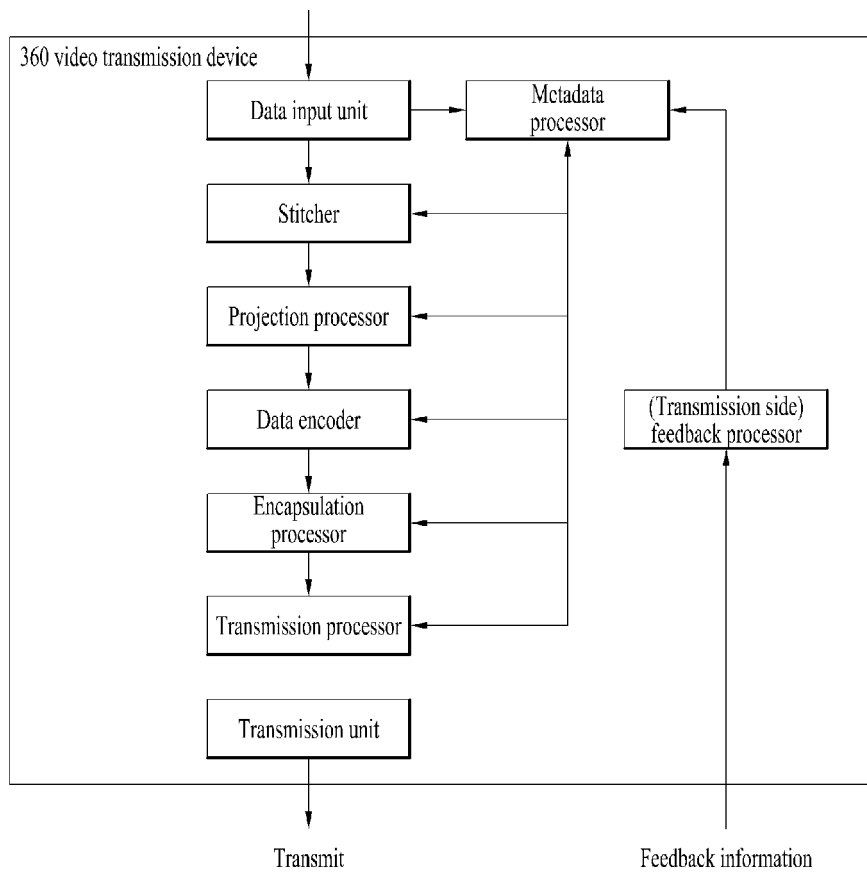 360 video transmission device
Data input unit
Metadata
processor
Stitcher
Projection processor
Data encoder
(Transmission side)
feedback processor
Encapsulation
processor
Transmission processor
Transmission unit
Transmit
Feedback information